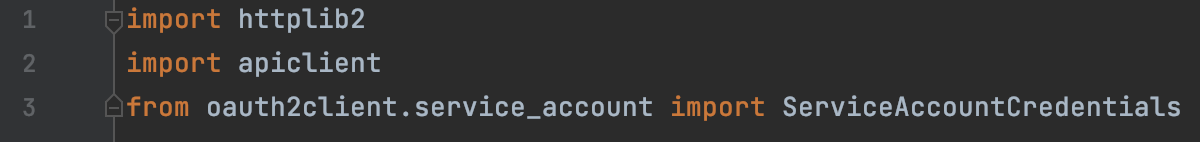 1 import httplib2
2 import apiclient
3 from oauth2client.service_account import ServiceAccountCredentials